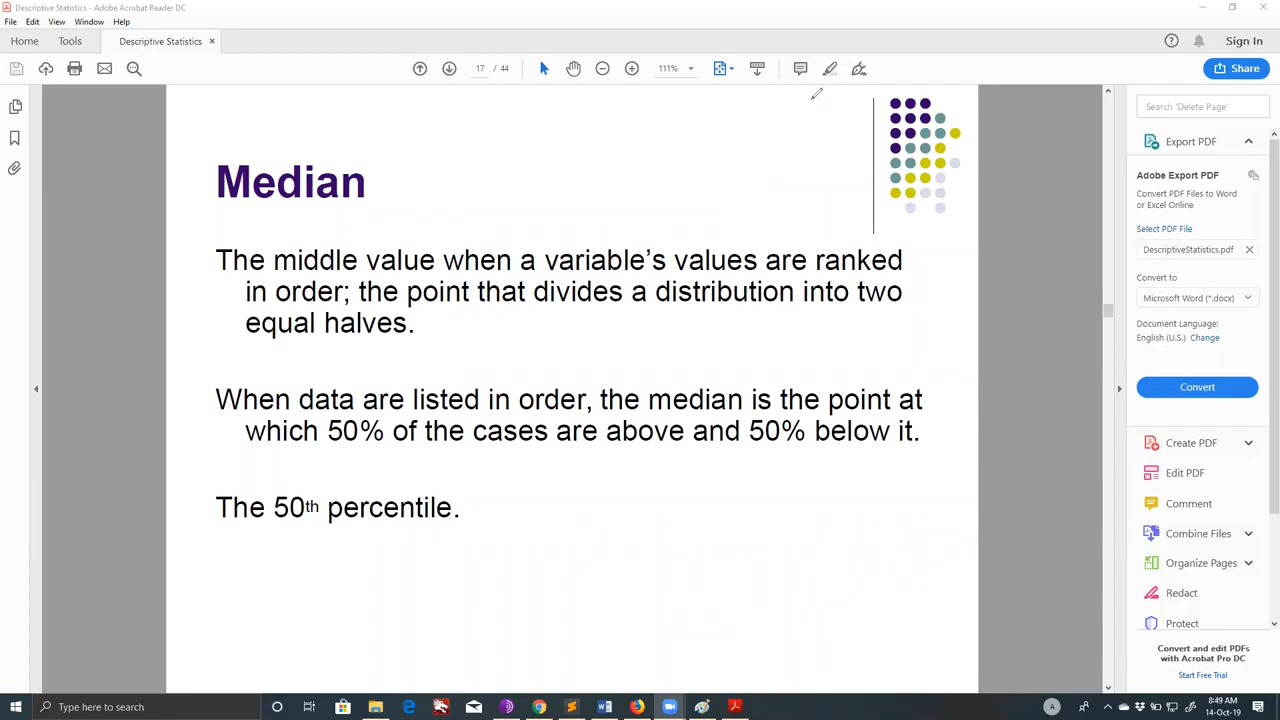 Descriptive Statistics - Adobe Acrobat Reader DC
File Edit View Window Help
Home Tools Descriptive Statistics × Sign In
17 / 44 111% Share
Median
The middle value when a variable’s values are ranked
in order; the point that divides a distribution into two
equal halves.
When data are listed in order, the median is the point at
which 50% of the cases are above and 50% below it.
The 50th percentile.
Search 'Delete Page'
Export PDF
Adobe Export PDF
Convert PDF Files to Word
or Excel Online
Select PDF File
DescriptiveStatistics.pdf
Convert to
Microsoft Word (*.docx)
Document Language:
English (U.S.) Change
Convert
Create PDF
Edit PDF
Comment
Combine Files
Organize Pages
Redact
Protect
Convert and edit PDFs
with Acrobat Pro DC
Start Free Trial
Type here to search
8:49 AM
14-Oct-19